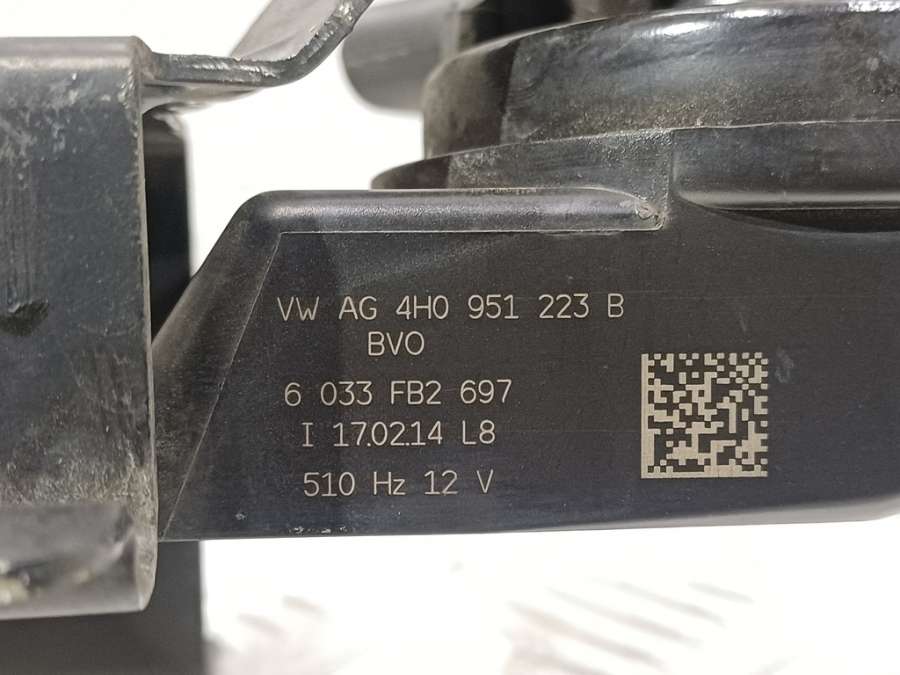 VW AG 4H0 951 223 B
BVO
6 033 FB2 697
I 17.02.14 L8
510 Hz 12 V